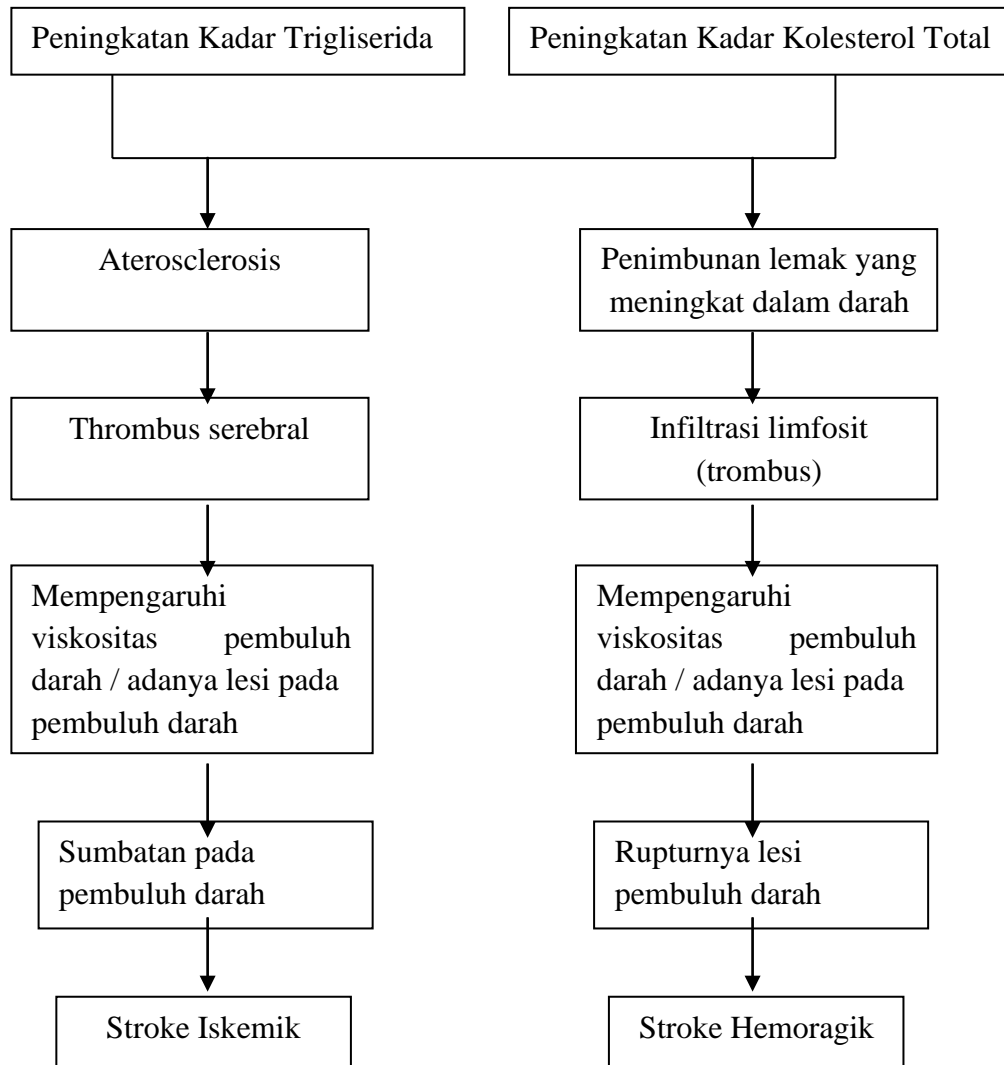 Peningkatan Kadar Trigliserida
Peningkatan Kadar Kolesterol Total
Aterosclerosis
Penimbunan lemak yang
meningkat dalam darah
Thrombus serebral
Infiltrasi limfosit
(trombus)
Mempengaruhi
viskositas pembuluh
darah / adanya lesi pada
pembuluh darah
Mempengaruhi
viskositas pembuluh
darah / adanya lesi pada
pembuluh darah
Sumbatan pada
pembuluh darah
Rupturnya lesi
pembuluh darah
Stroke Iskemik
Stroke Hemoragik